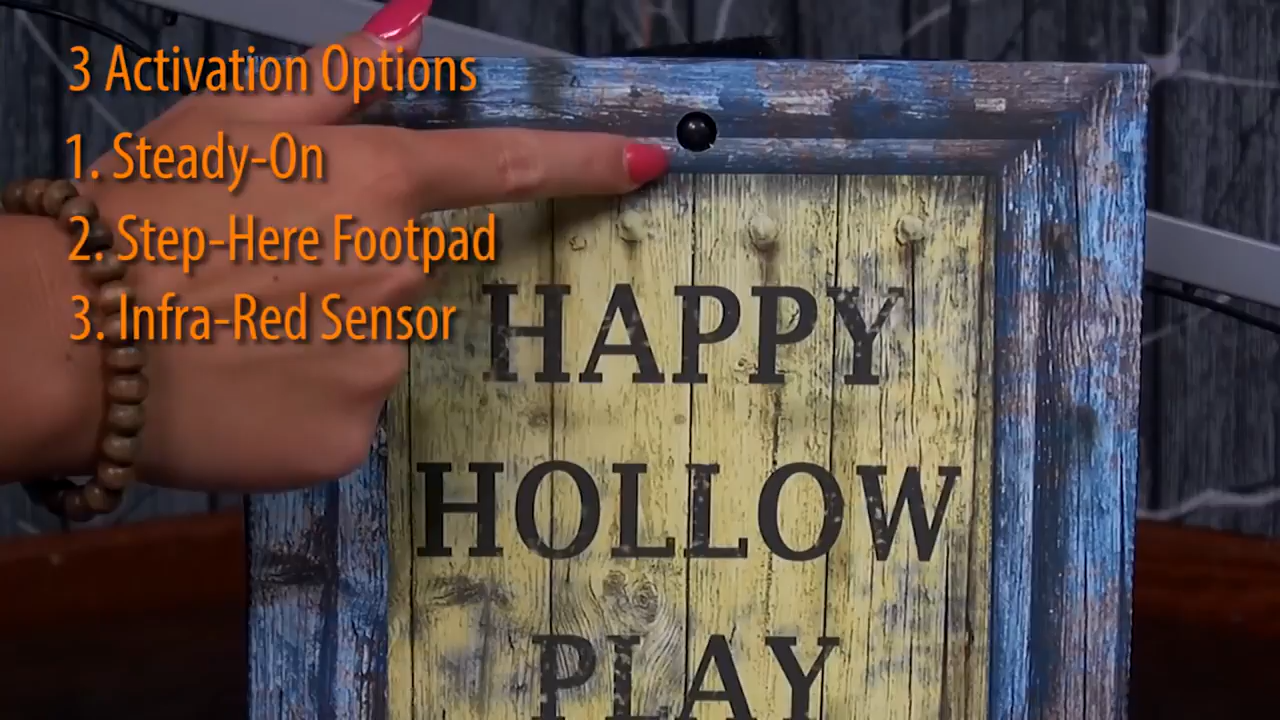 3 Activation Options
1. Steady-On
2. Step-Here Footpad
3. Infra-Red Sensor
HAPPY
HOLLOW
PLAY